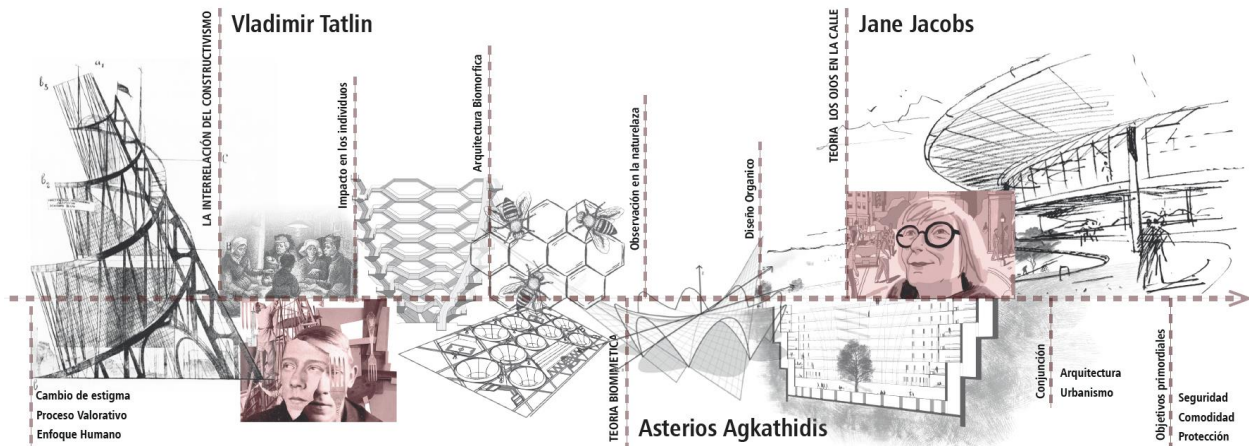 Vladimir Tatlin
LA INTERRELACIÓN DEL CONSTRUCTIVISMO
Impacto en los individuos
Arquitectura Biomorfica
Observación en la naturelaza
Diseño Organico
TEORIA LOS OJOS EN LA CALLE
Jane Jacobs
Cambio de estigma
Proceso Valorativo
Enfoque Humano
TEORIA BIOMIMETICA
Asterios Agkathidis
Conjunción
Arquitectura
Urbanismo
Objetivos primordiales
Seguridad
Comodidad
Protección